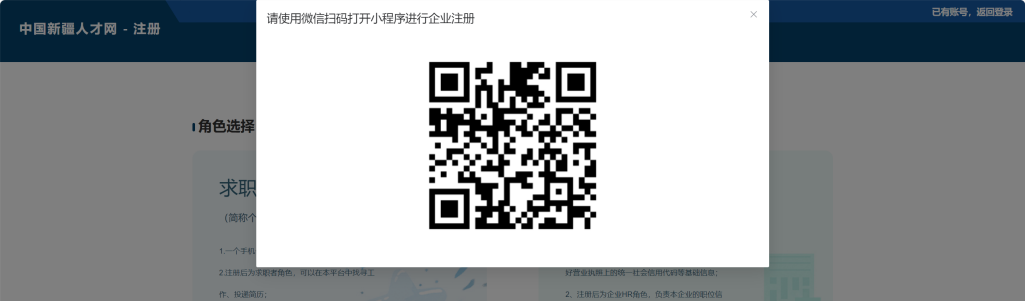 中国新疆人才网 - 注册
已有账号，返回登录
请使用微信扫码打开小程序进行企业注册
角色选择
求职
（简称个
1.一个手机
2.注册后为求职者角色，可以在本平台中找寻工
作、投递简历；
好营业执照上的统一社会信用代码等基础信息；
2、注册后为企业HR角色，负责本企业的职位信